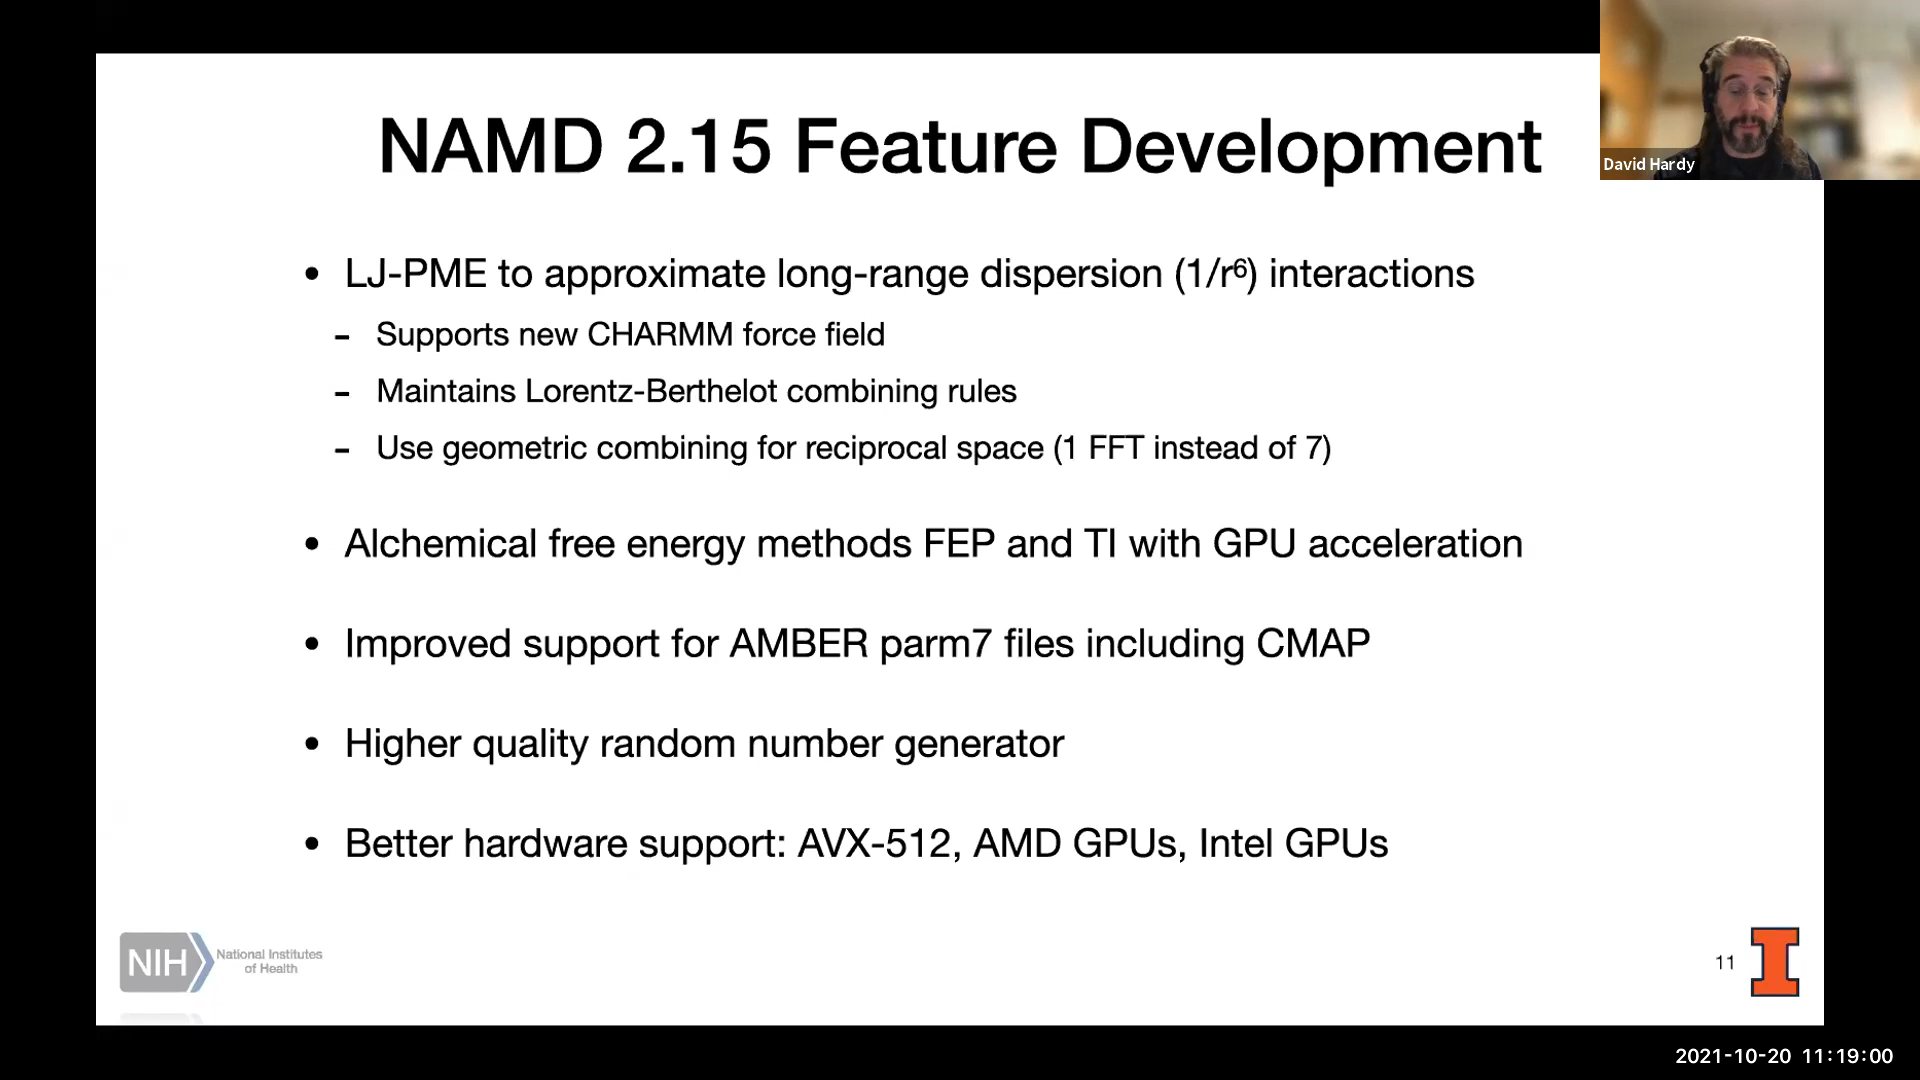 NAMD 2.15 Feature Development
David Hardy
• LJ-PME to approximate long-range dispersion (1/r⁶) interactions
- Supports new CHARMM force field
- Maintains Lorentz-Berthelot combining rules
- Use geometric combining for reciprocal space (1 FFT instead of 7)
• Alchemical free energy methods FEP and TI with GPU acceleration
• Improved support for AMBER parm7 files including CMAP
• Higher quality random number generator
• Better hardware support: AVX-512, AMD GPUs, Intel GPUs
NIH
National Institutes
of Health
11
I
2021-10-20 11:19:00